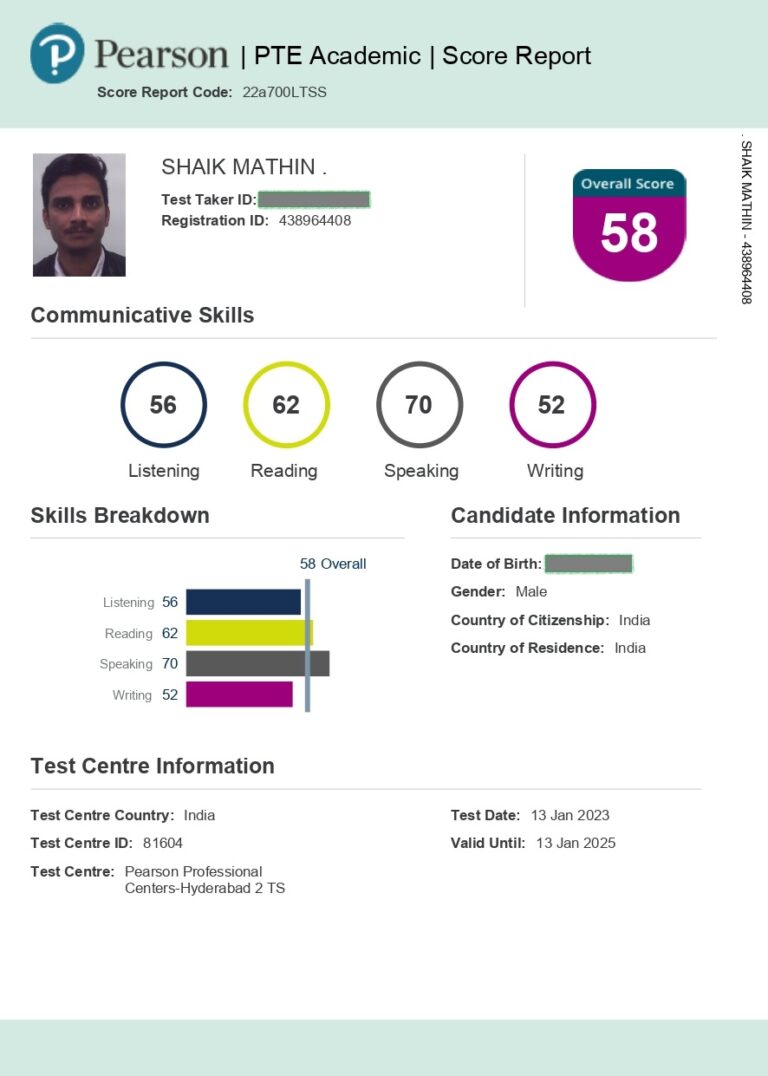 Pearson | PTE Academic | Score Report
Score Report Code: 22a700LTSS
SHAIK MATHIN .
Test Taker ID:
Registration ID: 438964408
Overall Score
58
. SHAIK MATHIN - 438964408
Communicative Skills
56 62 70 52
Listening Reading Speaking Writing
Skills Breakdown
58 Overall
Listening 56
Reading 62
Speaking 70
Writing 52
Candidate Information
Date of Birth:
Gender: Male
Country of Citizenship: India
Country of Residence: India
Test Centre Information
Test Centre Country: India
Test Centre ID: 81604
Test Centre: Pearson Professional
Centers-Hyderabad 2 TS
Test Date: 13 Jan 2023
Valid Until: 13 Jan 2025